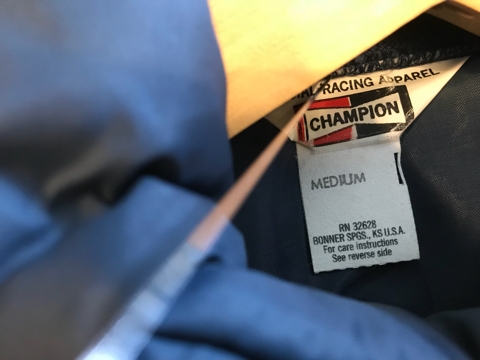 RACING APPAREL
CHAMPION
MEDIUM
RN 32628
BONNER SPGS., KS U.S.A.
For care instructions
See reverse side